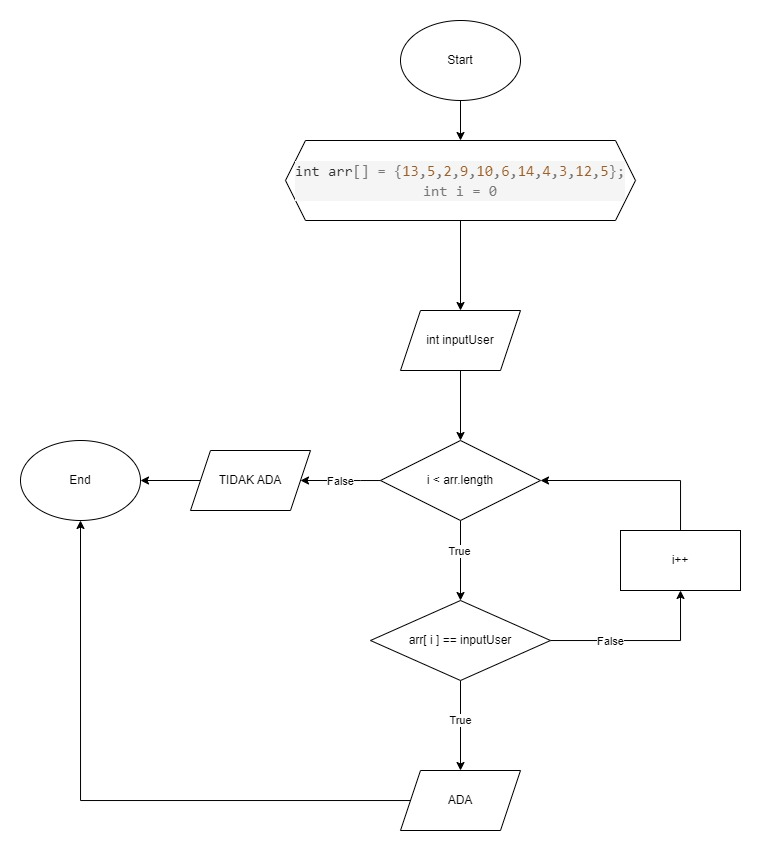 Start
int arr[] = {13,5,2,9,10,6,14,4,3,12,5};
int i = 0
int inputUser
End
TIDAK ADA
False
i < arr.length
True
i++
arr[ i ] == inputUser
False
True
ADA